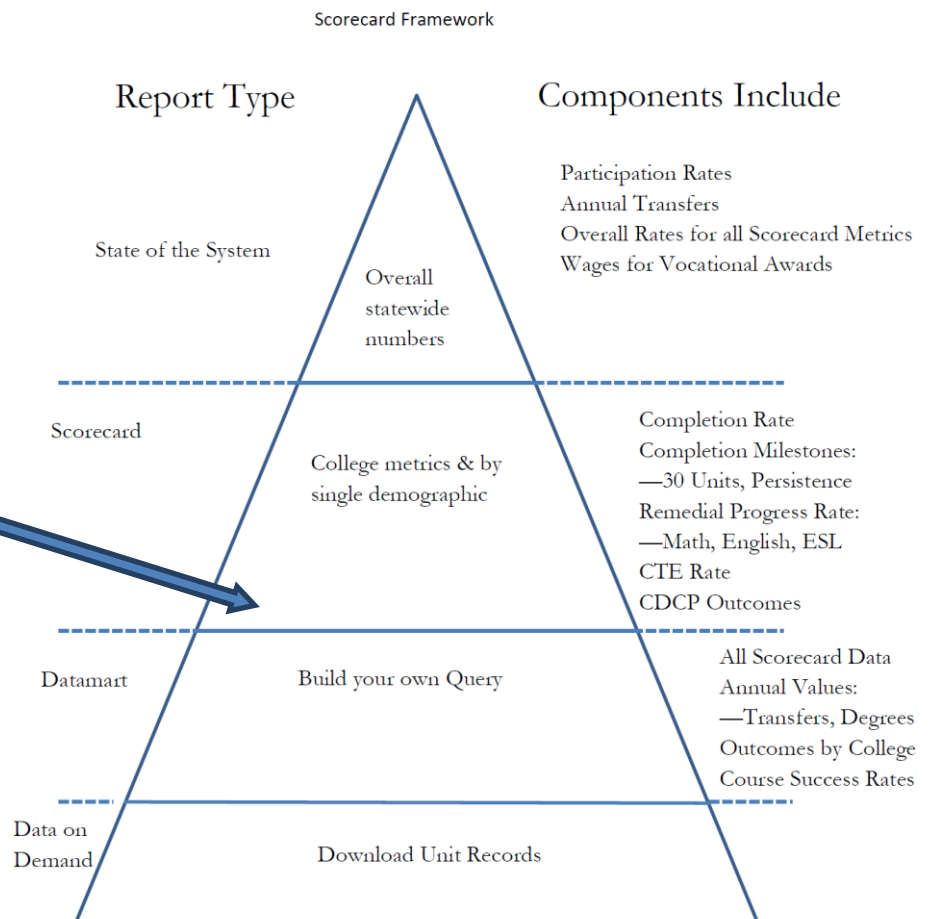 Scorecard Framework
Report Type
Components Include
State of the System
Overall
statewide
numbers
Participation Rates
Annual Transfers
Overall Rates for all Scorecard Metrics
Wages for Vocational Awards
Scorecard
College metrics & by
single demographic
Completion Rate
Completion Milestones:
—30 Units, Persistence
Remedial Progress Rate:
—Math, English, ESL
CTE Rate
CDCP Outcomes
Datamart
Build your own Query
All Scorecard Data
Annual Values:
—Transfers, Degrees
Outcomes by College
Course Success Rates
Data on
Demand
Download Unit Records